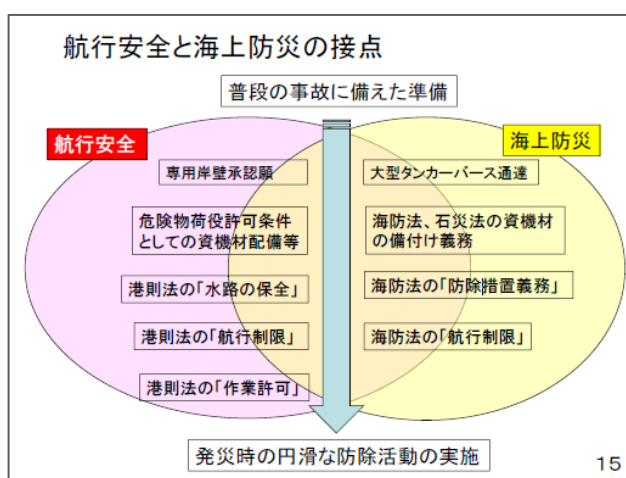 航行安全と海上防災の接点
普段の事故に備えた準備
航行安全
海上防災
専用岸壁承認願
大型タンカーバース通達
危険物荷役許可条件
としての資機材配備等
海防法、石災法の資機材
の備付け義務
港則法の「水路の保全」
海防法の「防除措置義務」
港則法の「航行制限」
海防法の「航行制限」
港則法の「作業許可」
発災時の円滑な防除活動の実施
15